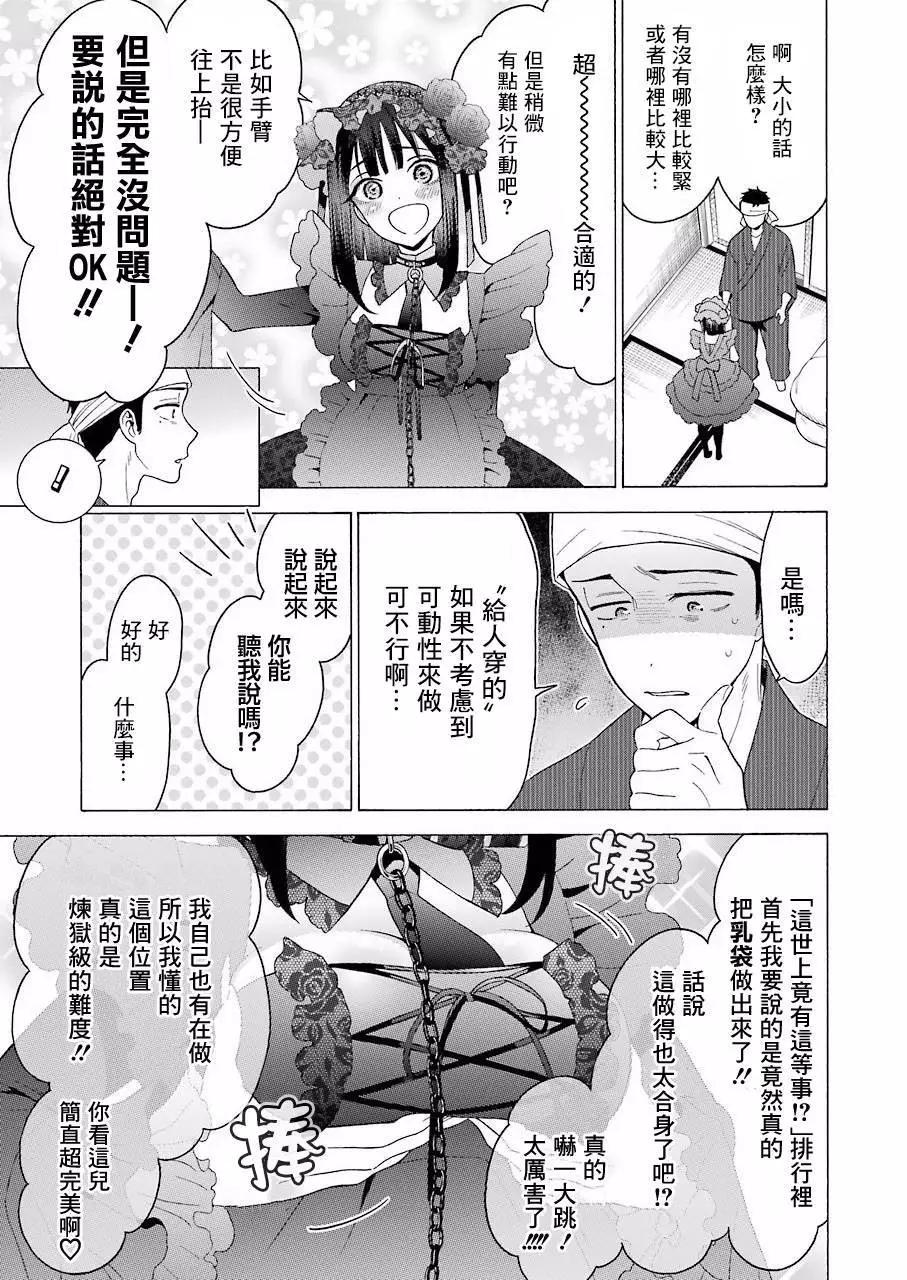 啊 大小的話
怎麼樣?
有沒有哪裡比較緊
或者哪裡比較大…
超~~~~~~~合適的!
但是稍微
有點難以行動吧?
比如手臂
不是很方便
往上抬—
但是完全沒問題—!
要說的話絕對OK!!
!
是嗎…
"給人穿的"
如果不考慮到
可動性來做
可不行啊…
說起來
說起來
你能
聽我說嗎!?
好
好的
什麼事…
「這世上竟有這等事!?」排行裡
首先我要說的是竟然真的
把乳袋做出來了!!
捧
話說
這做得也太合身了吧!?
真的
嚇一大跳!
太厲害了!!!!
我自己也有在做
所以我懂的
這個位置
真的是
煉獄級的難度!!
捧
你看這兒
簡直超完美啊♡